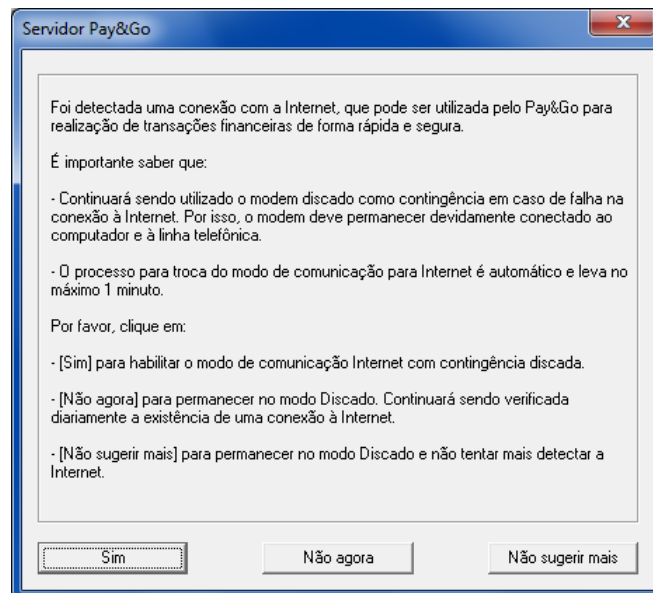 Servidor Pay&Go
Foi detectada uma conexão com a Internet, que pode ser utilizada pelo Pay&Go para
realização de transações financeiras de forma rápida e segura.
É importante saber que:
- Continuará sendo utilizado o modem discado como contingência em caso de falha na
conexão à Internet. Por isso, o modem deve permanecer devidamente conectado ao
computador e à linha telefônica.
- O processo para troca do modo de comunicação para Internet é automático e leva no
máximo 1 minuto.
Por favor, clique em:
- [Sim] para habilitar o modo de comunicação Internet com contingência discada.
- [Não agora] para permanecer no modo Discado. Continuará sendo verificada
diariamente a existência de uma conexão à Internet.
- [Não sugerir mais] para permanecer no modo Discado e não tentar mais detectar a
Internet.
Sim
Não agora
Não sugerir mais